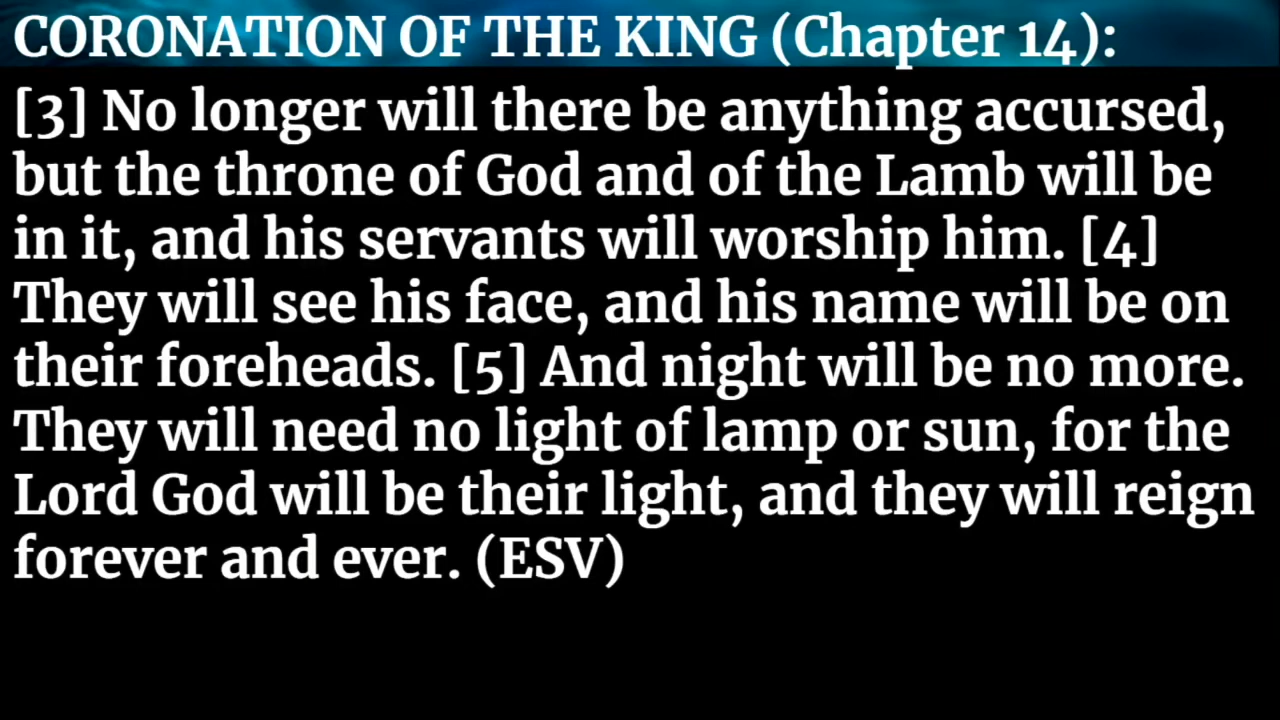 CORONATION OF THE KING (Chapter 14):
[3] No longer will there be anything accursed,
but the throne of God and of the Lamb will be
in it, and his servants will worship him. [4]
They will see his face, and his name will be on
their foreheads. [5] And night will be no more.
They will need no light of lamp or sun, for the
Lord God will be their light, and they will reign
forever and ever. (ESV)